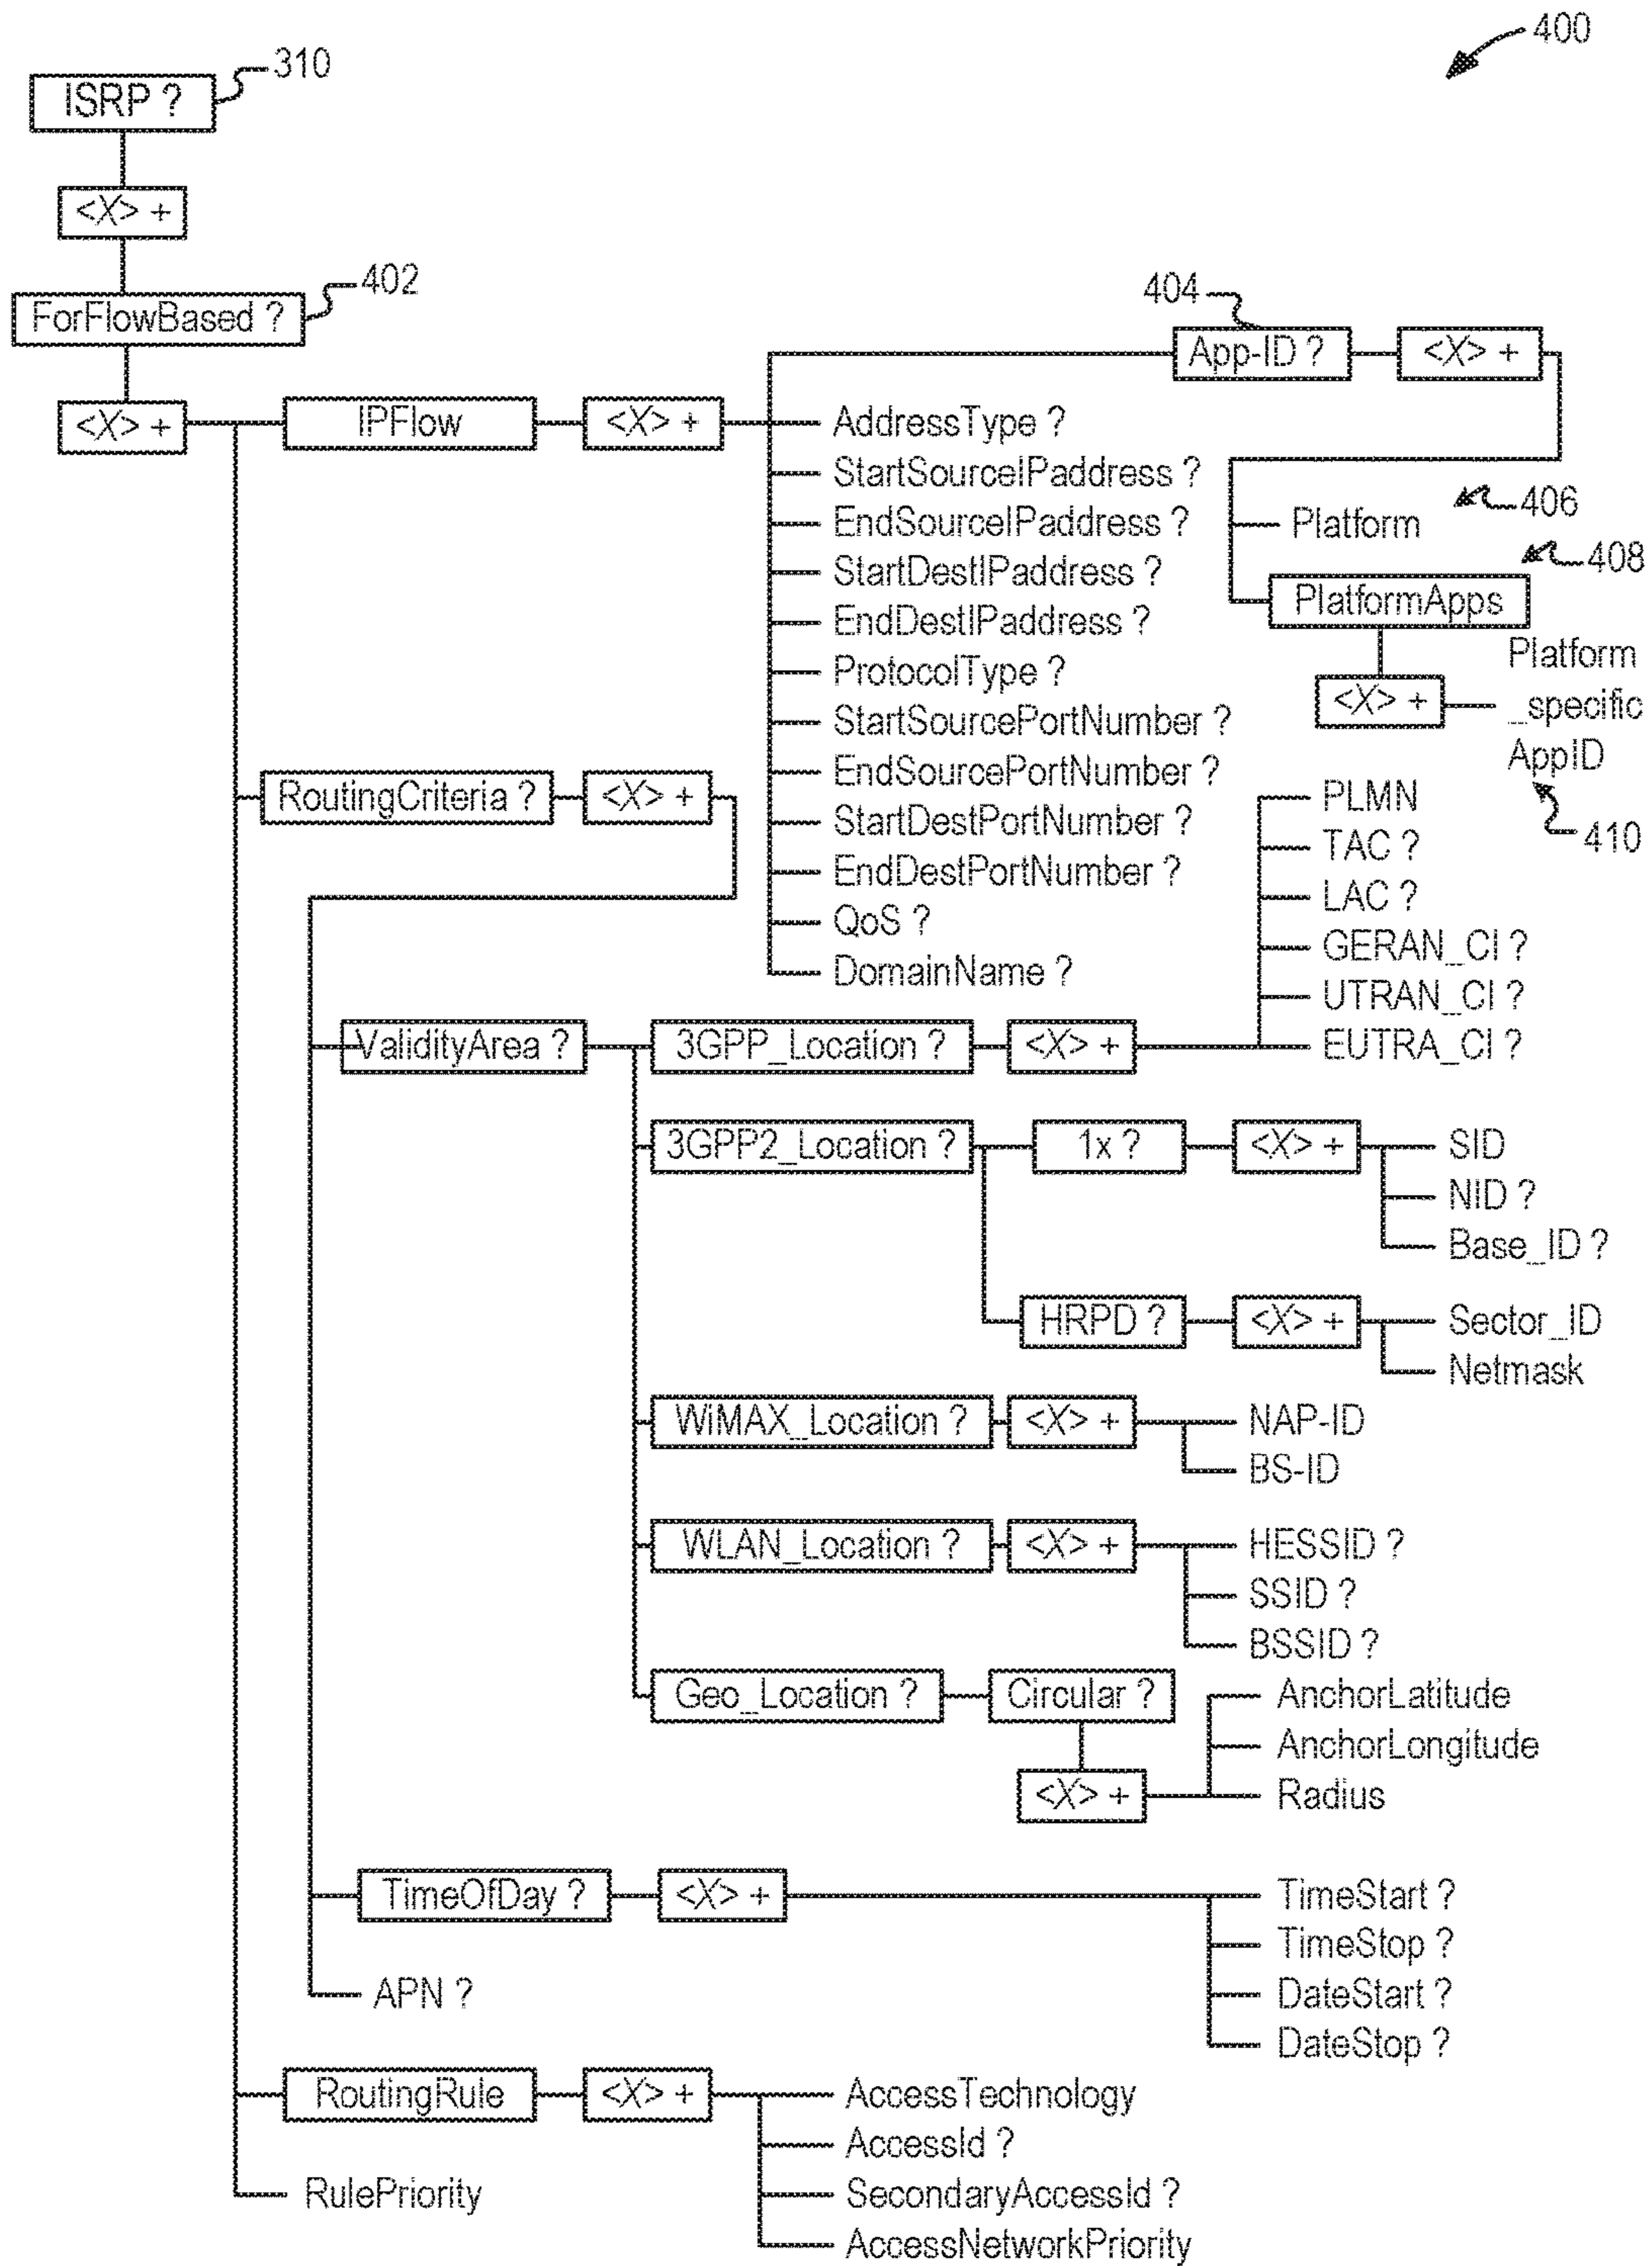 400
310
ISRP ?
<X> +
402
ForFlowBased ?
404
App-ID ?
<X> +
<X> +
IPFlow
<X> +
AddressType ?
StartSourceIPaddress ?
EndSourceIPaddress ?
StartDestIPaddress ?
EndDestIPaddress ?
ProtocolType ?
StartSourcePortNumber ?
EndSourcePortNumber ?
StartDestPortNumber ?
EndDestPortNumber ?
QoS ?
DomainName ?
406
Platform
408
PlatformApps
<X> +
Platform
_specific
AppID
410
RoutingCriteria ?
<X> +
PLMN
TAC ?
LAC ?
GERAN_CI ?
UTRAN_CI ?
EUTRA_CI ?
ValidityArea ?
3GPP_Location ?
<X> +
3GPP2_Location ?
1x ?
<X> +
SID
NID ?
Base_ID ?
HRPD ?
<X> +
Sector_ID
Netmask
WiMAX_Location ?
<X> +
NAP-ID
BS-ID
WLAN_Location ?
<X> +
HESSID ?
SSID ?
BSSID ?
Geo_Location ?
Circular ?
<X> +
AnchorLatitude
AnchorLongitude
Radius
TimeOfDay ?
<X> +
TimeStart ?
TimeStop ?
DateStart ?
DateStop ?
APN ?
RoutingRule
<X> +
AccessTechnology
AccessId ?
SecondaryAccessId ?
AccessNetworkPriority
RulePriority